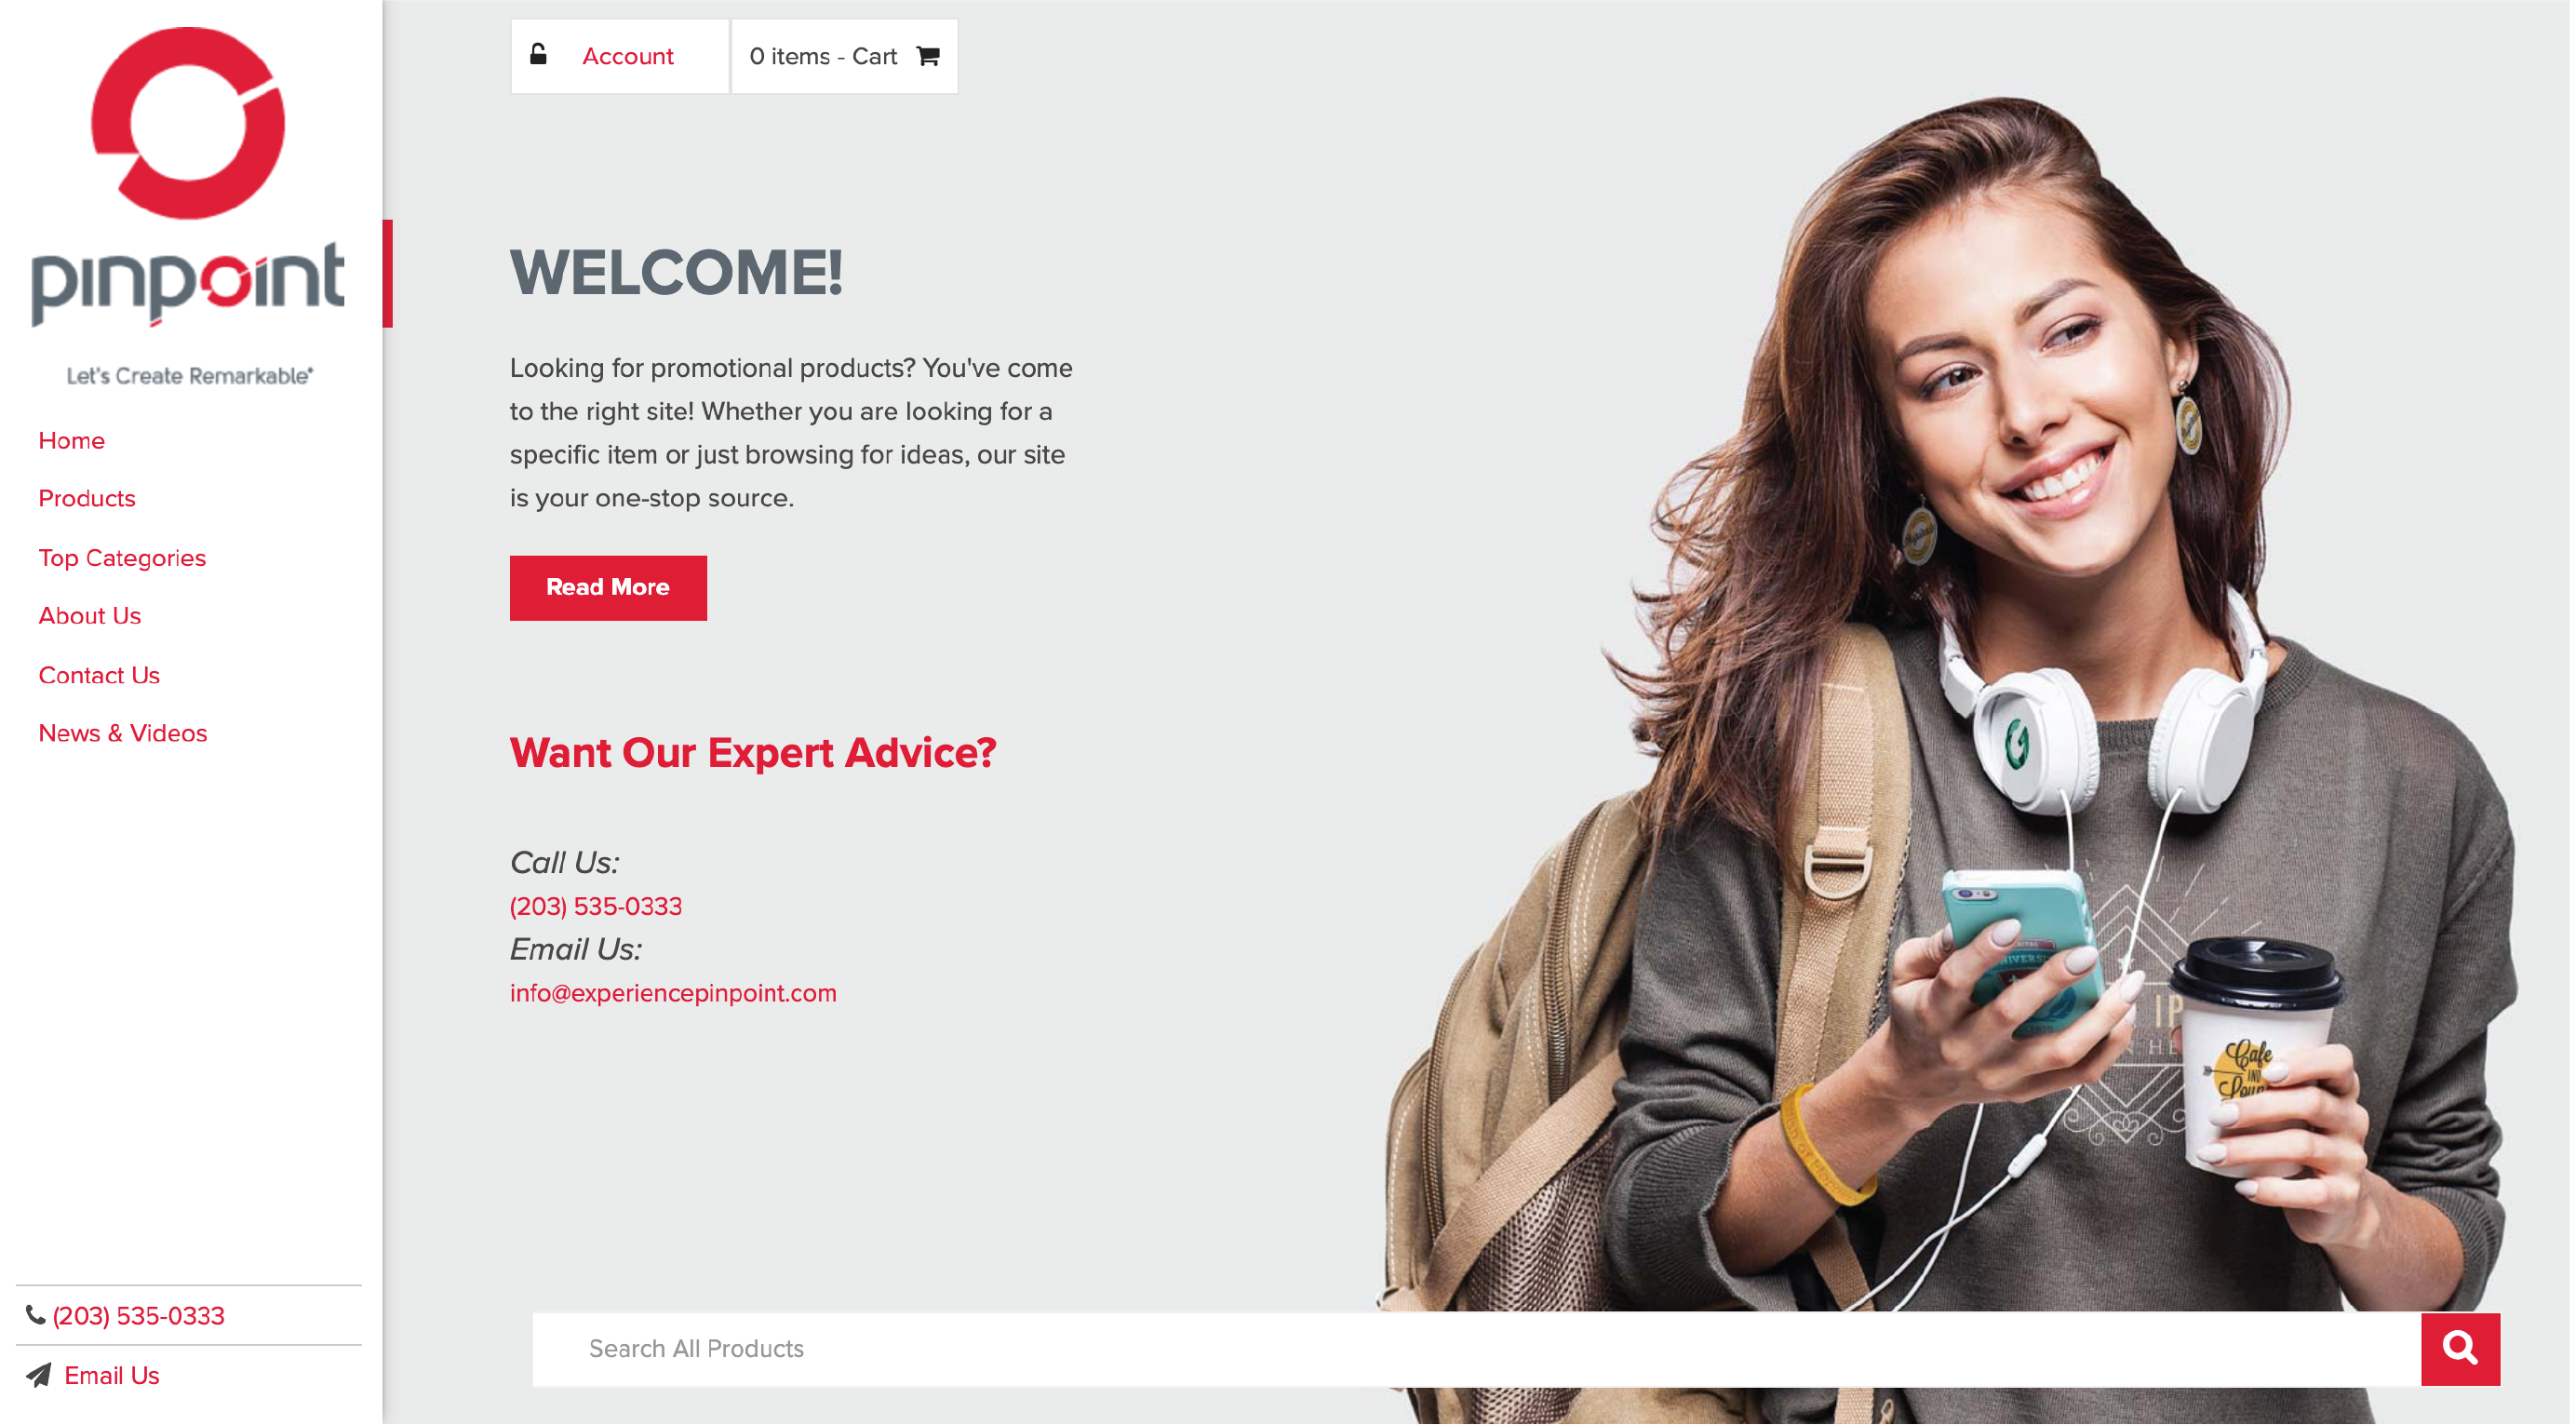 pinpoint
Let's Create Remarkable*
Home
Products
Top Categories
About Us
Contact Us
News & Videos
(203) 535-0333
Email Us
Account
0 items - Cart
WELCOME!
Looking for promotional products? You've come
to the right site! Whether you are looking for a
specific item or just browsing for ideas, our site
is your one-stop source.
Read More
Want Our Expert Advice?
Call Us:
(203) 535-0333
Email Us:
info@experiencepinpoint.com
G
IP
Cafe
IND
Search All Products